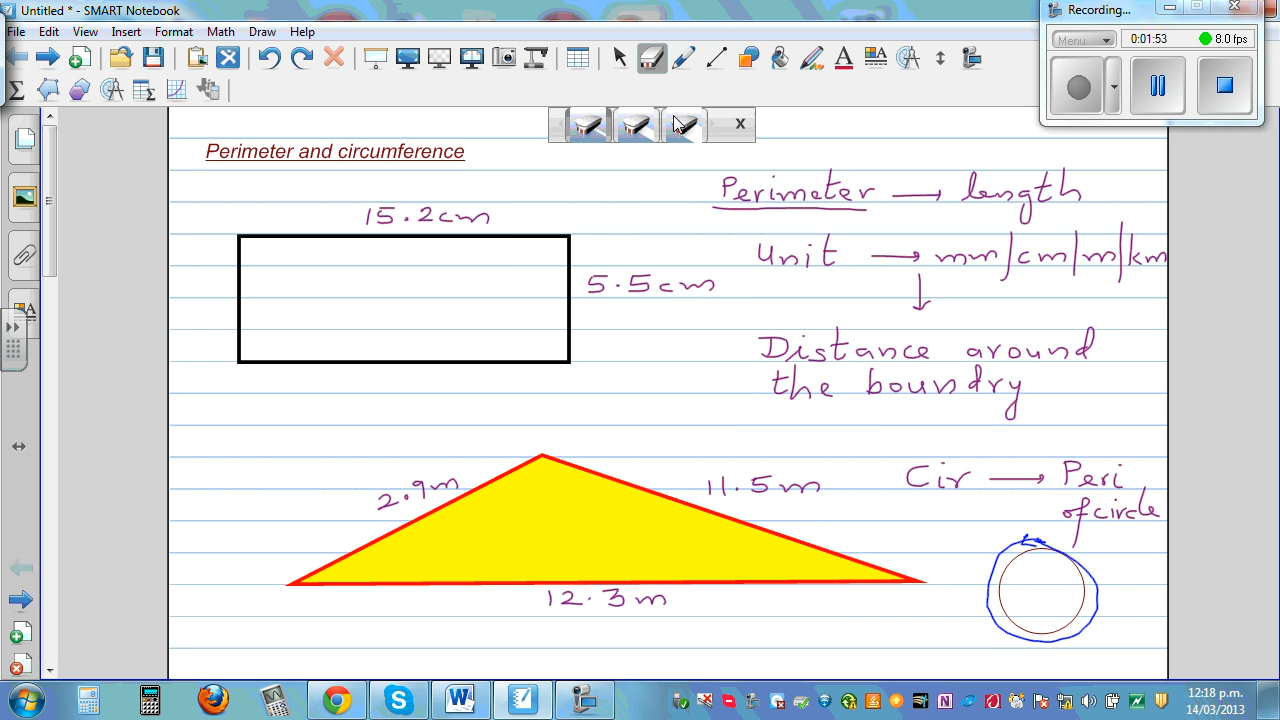 Untitled * - SMART Notebook
Recording...
File Edit View Insert Format Math Draw Help
Menu
0:01:53
8.0 fps
x
Perimeter and circumference
Perimeter → length
15.2cm
Unit → mm/cm/m/km
5.5cm
Distance around
the boundry
2.9m
11.5m
Cir → Peri
of circle
12.3m
12:18 p.m.
14/03/2013